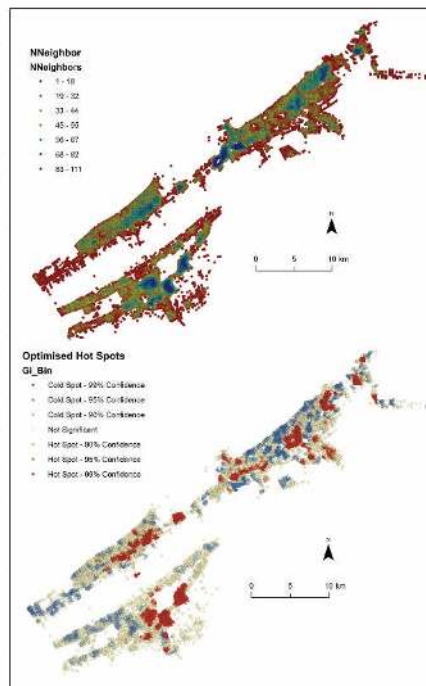 NNeighbor
NNeighbors
1 - 18
19 - 32
33 - 44
45 - 55
56 - 67
68 - 82
83 - 111
N
0 5 10 km
Optimised Hot Spots
Gi_Bin
Cold Spot - 99% Confidence
Cold Spot - 95% Confidence
Cold Spot - 90% Confidence
Not Significant
Hot Spot - 90% Confidence
Hot Spot - 95% Confidence
Hot Spot - 99% Confidence
N
0 5 10 km